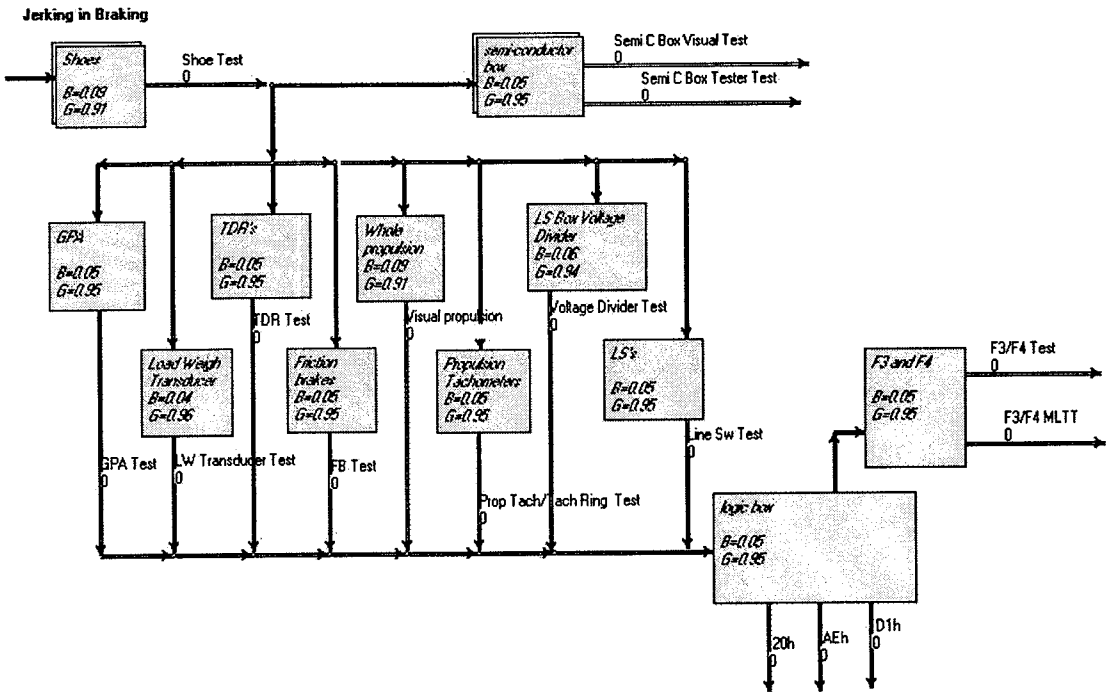 Jerking in Braking
Shoes
B=0.09
G=0.91
Shoe Test
0
semi-conductor
box
B=0.05
G=0.95
Semi C Box Visual Test
0
Semi C Box Tester Test
0
GPA
B=0.05
G=0.95
TDR's
B=0.05
G=0.95
Whole
propulsion
B=0.09
G=0.91
LS Box Voltage
Divider
B=0.06
G=0.94
TDR Test
0
Visual propulsion
0
Voltage Divider Test
0
Load Weigh
Transducer
B=0.04
G=0.96
Friction
brakes
B=0.05
G=0.95
Propulsion
Tachometers
B=0.05
G=0.95
LS's
B=0.05
G=0.95
F3 and F4
B=0.05
G=0.95
F3/F4 Test
0
F3/F4 MLTT
0
GPA Test
0
LW Transducer Test
0
FB Test
0
Prop Tach/Tach Ring Test
0
Line Sw Test
0
logic box
B=0.05
G=0.95
20h
0
AEh
0
D1h
0